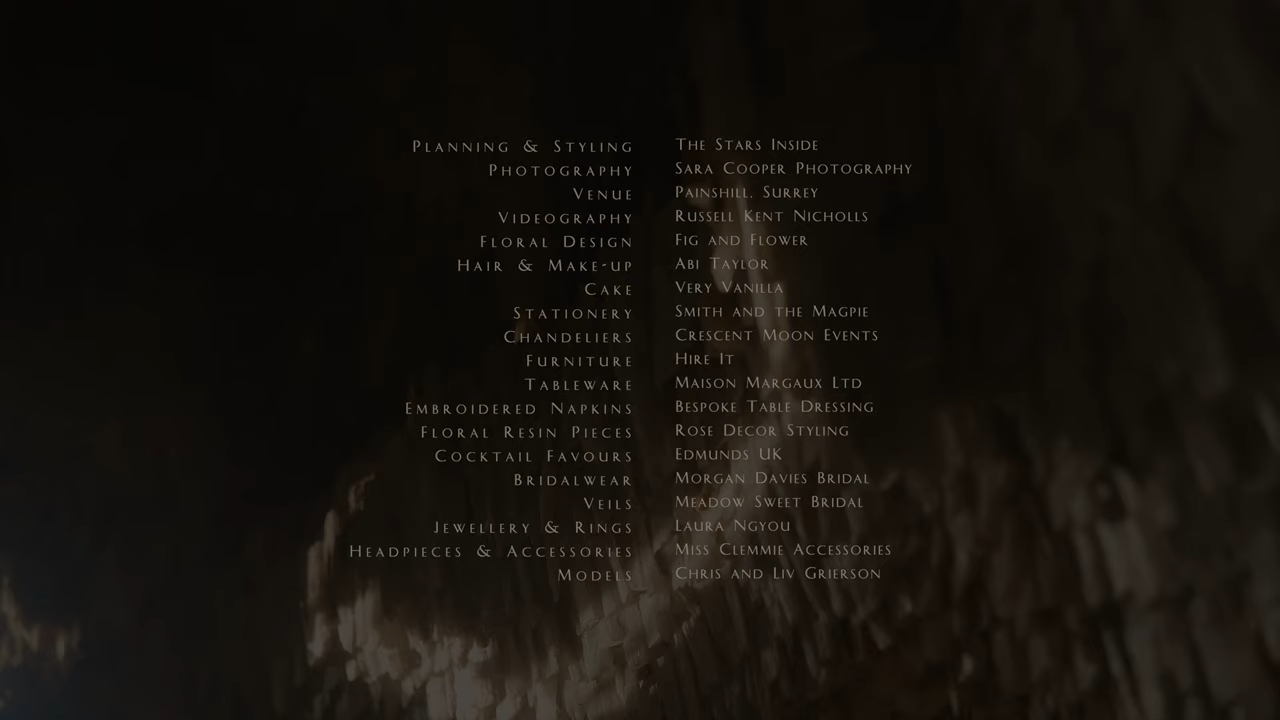 Planning & Styling The Stars Inside
Photography Sara Cooper Photography
Venue Painshill, Surrey
Videography Russell Kent Nicholls
Floral Design Fig and Flower
Hair & Make-up Abi Taylor
Cake Very Vanilla
Stationery Smith and the Magpie
Chandeliers Crescent Moon Events
Furniture Hire It
Tableware Maison Margaux Ltd
Embroidered Napkins Bespoke Table Dressing
Floral Resin Pieces Rose Decor Styling
Cocktail Favours Edmunds UK
Bridalwear Morgan Davies Bridal
Veils Meadow Sweet Bridal
Jewellery & Rings Laura Ngyou
Headpieces & Accessories Miss Clemmie Accessories
Models Chris and Liv Grierson